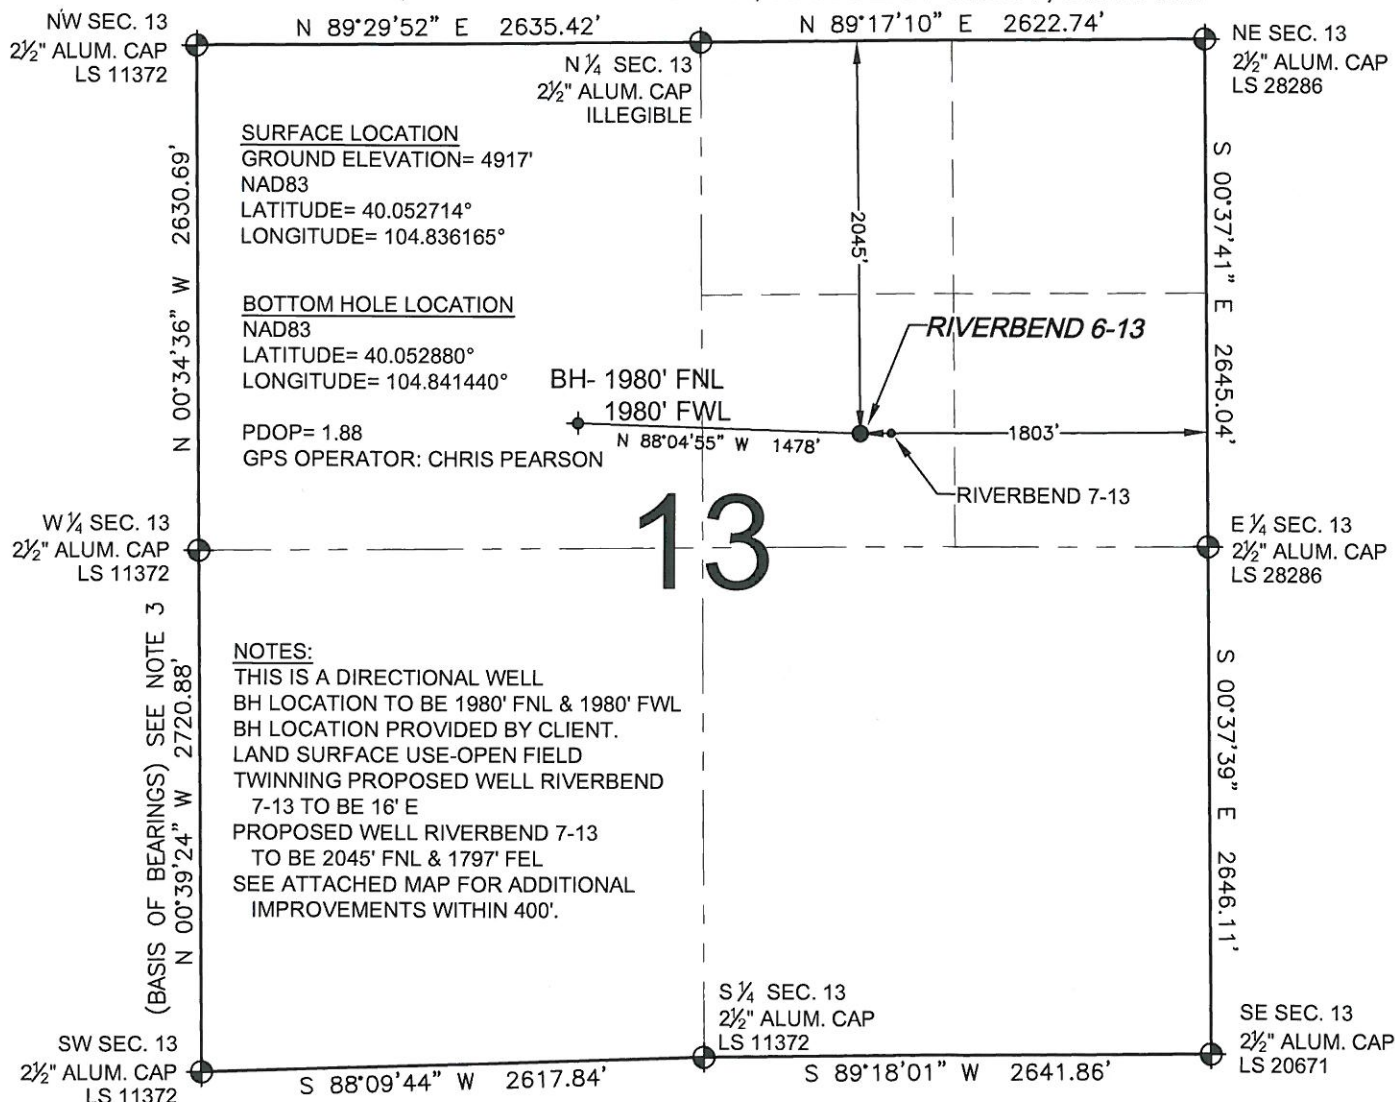 N 89°29'52" E 2635.42'
N 89°17'10" E 2622.74'
NW SEC. 13
2½" ALUM. CAP
LS 11372
N ¼ SEC. 13
2½" ALUM. CAP
ILLEGIBLE
NE SEC. 13
2½" ALUM. CAP
LS 28286
SURFACE LOCATION
GROUND ELEVATION= 4917'
NAD83
LATITUDE= 40.052714°
LONGITUDE= 104.836165°
BOTTOM HOLE LOCATION
NAD83
LATITUDE= 40.052880°
LONGITUDE= 104.841440°
PDOP= 1.88
GPS OPERATOR: CHRIS PEARSON
N 00°34'36" W 2630.69'
2045'
S 00°37'41" E 2645.04'
RIVERBEND 6-13
BH- 1980' FNL
1980' FWL
N 88°04'55" W 1478'
1803'
RIVERBEND 7-13
13
W ¼ SEC. 13
2½" ALUM. CAP
LS 11372
E ¼ SEC. 13
2½" ALUM. CAP
LS 28286
(BASIS OF BEARINGS) SEE NOTE 3
N 00°39'24" W 2720.88'
NOTES:
THIS IS A DIRECTIONAL WELL
BH LOCATION TO BE 1980' FNL & 1980' FWL
BH LOCATION PROVIDED BY CLIENT.
LAND SURFACE USE-OPEN FIELD
TWINNING PROPOSED WELL RIVERBEND
7-13 TO BE 16' E
PROPOSED WELL RIVERBEND 7-13
TO BE 2045' FNL & 1797' FEL
SEE ATTACHED MAP FOR ADDITIONAL
IMPROVEMENTS WITHIN 400'.
S 00°37'39" E 2646.11'
SW SEC. 13
2½" ALUM. CAP
LS 11372
S ¼ SEC. 13
2½" ALUM. CAP
LS 11372
SE SEC. 13
2½" ALUM. CAP
LS 20671
S 88°09'44" W 2617.84'
S 89°18'01" W 2641.86'